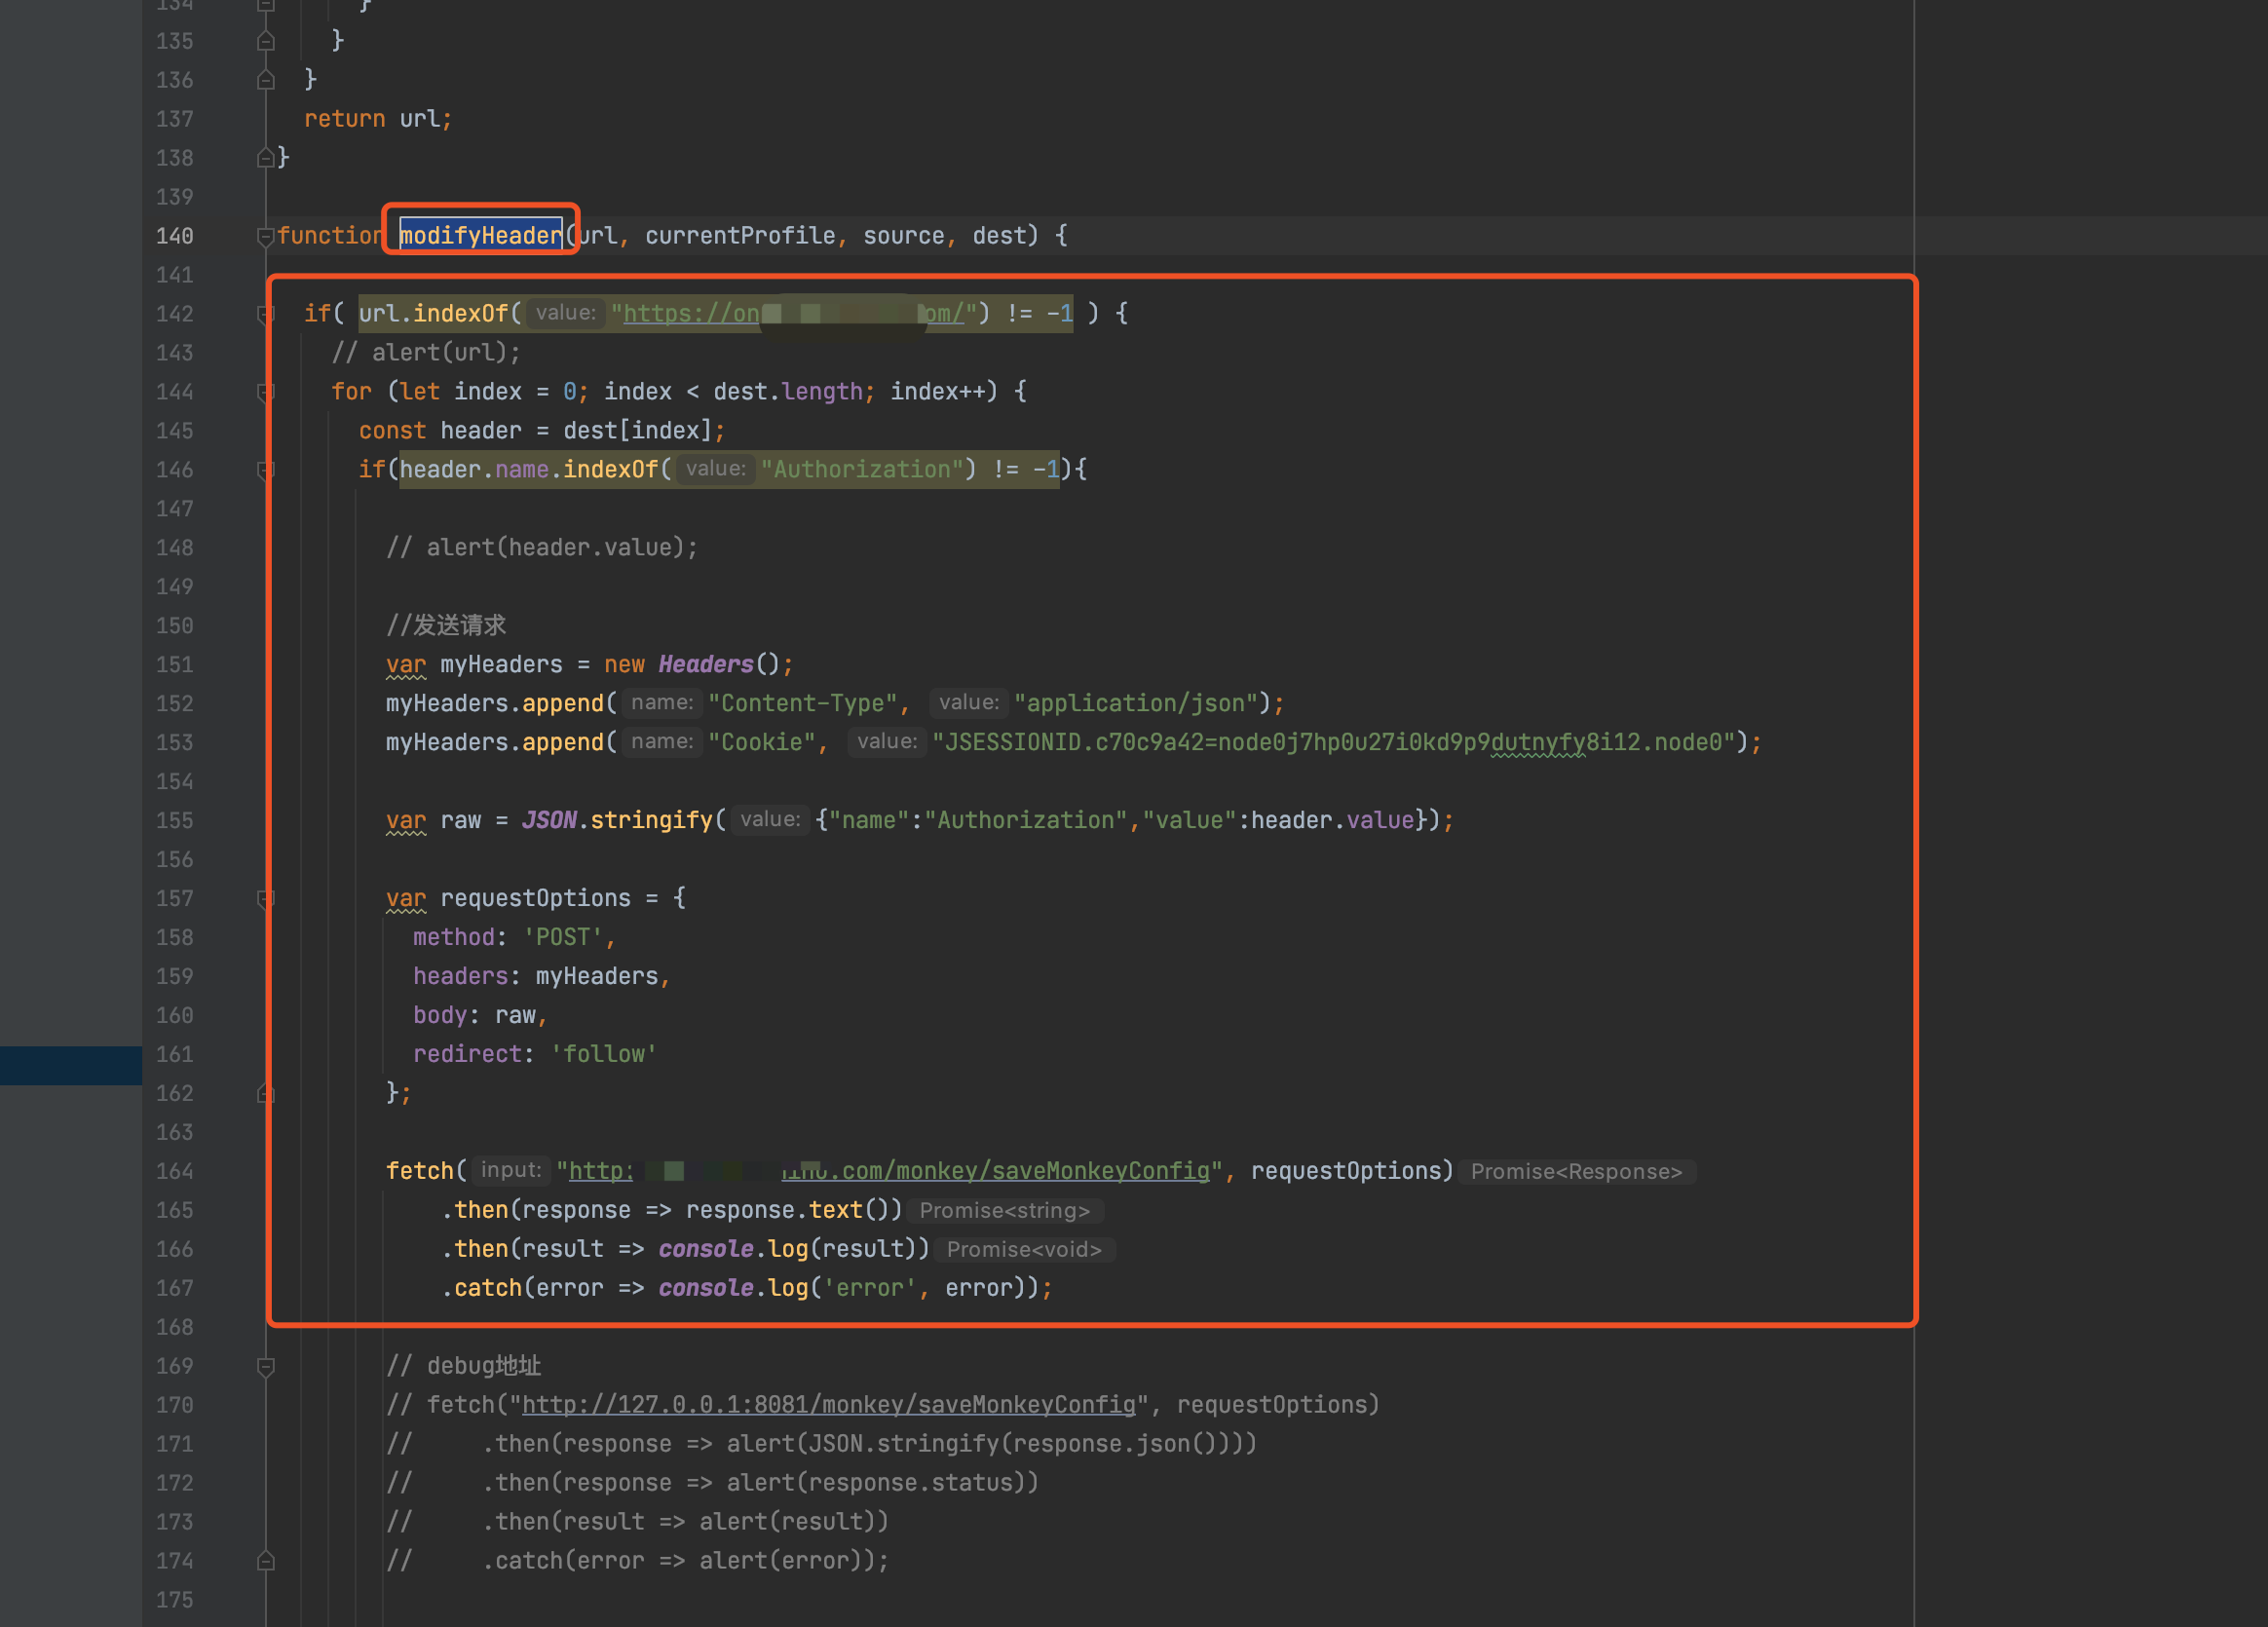 134 }
135 }
136 }
137 return url;
138 }
139
140 function modifyHeader(url, currentProfile, source, dest) {
141
142 if( url.indexOf( value: "https://on om/") != -1 ) {
143 // alert(url);
144 for (let index = 0; index < dest.length; index++) {
145 const header = dest[index];
146 if(header.name.indexOf( value: "Authorization") != -1){
147
148 // alert(header.value);
149
150 //发送请求
151 var myHeaders = new Headers();
152 myHeaders.append( name: "Content-Type", value: "application/json");
153 myHeaders.append( name: "Cookie", value: "JSESSIONID.c70c9a42=node0j7hp0u27i0kd9p9dutnyfy8i12.node0");
154
155 var raw = JSON.stringify( value: {"name":"Authorization","value":header.value});
156
157 var requestOptions = {
158 method: 'POST',
159 headers: myHeaders,
160 body: raw,
161 redirect: 'follow'
162 };
163
164 fetch( input: "http: .com/monkey/saveMonkeyConfig", requestOptions) Promise<Response>
165 .then(response => response.text()) Promise<string>
166 .then(result => console.log(result)) Promise<void>
167 .catch(error => console.log('error', error));
168
169 // debug地址
170 // fetch("http://127.0.0.1:8081/monkey/saveMonkeyConfig", requestOptions)
171 // .then(response => alert(JSON.stringify(response.json())))
172 // .then(response => alert(response.status))
173 // .then(result => alert(result))
174 // .catch(error => alert(error));
175